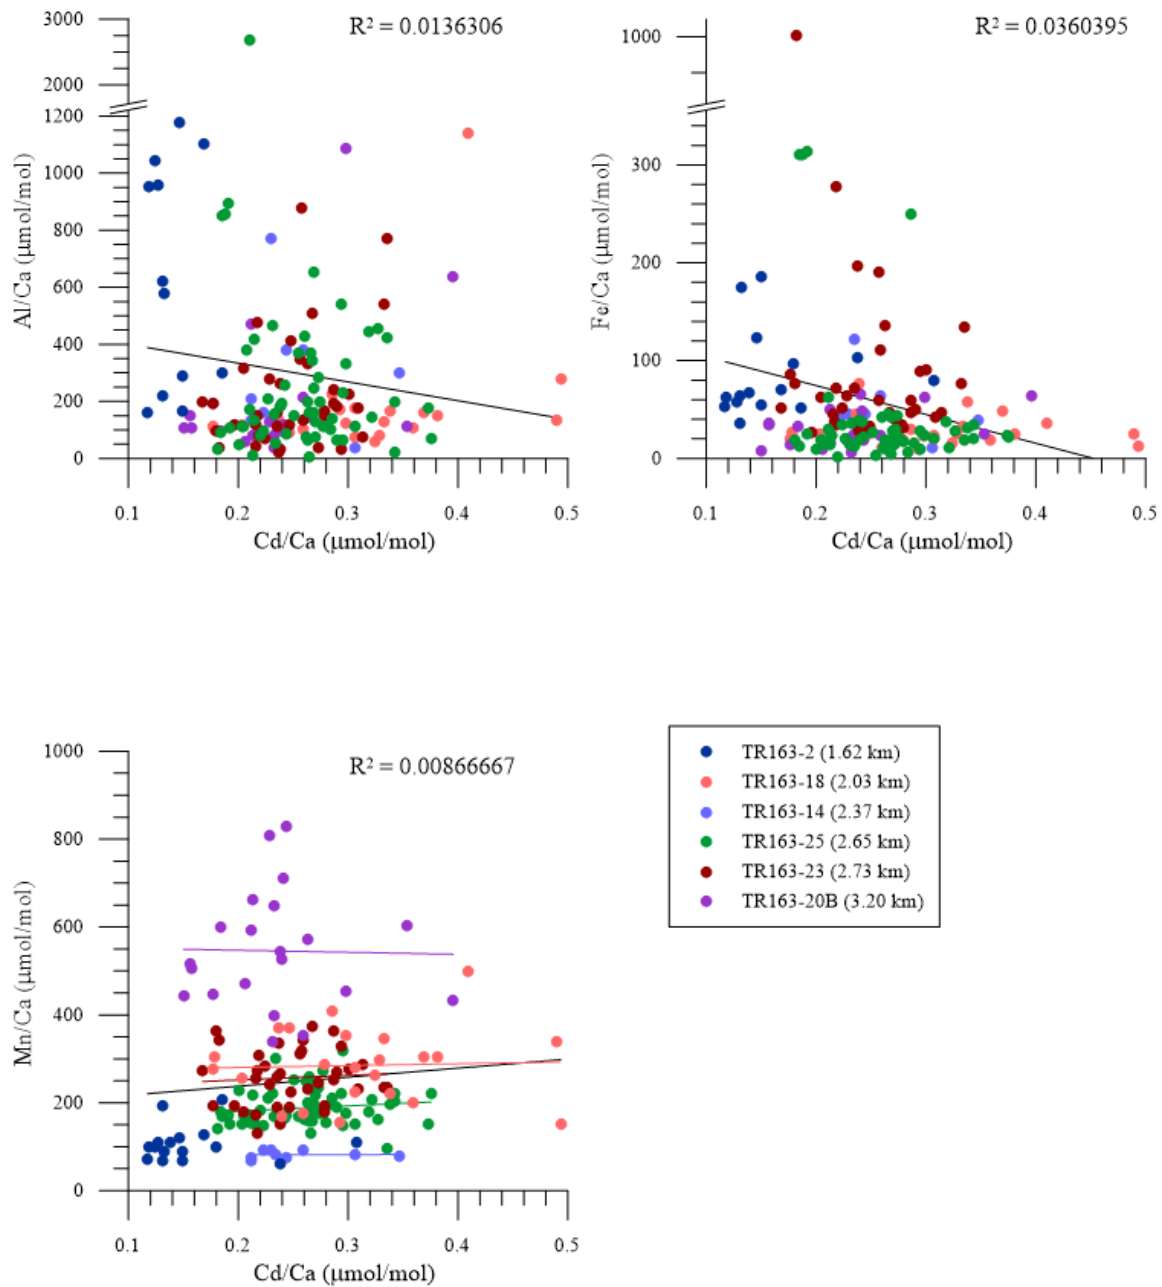 R² = 0.0136306
3000
2000
1200
1000
800
600
400
200
0
Al/Ca (μmol/mol)
0.1 0.2 0.3 0.4 0.5
Cd/Ca (μmol/mol)
R² = 0.0360395
1000
300
200
100
0
Fe/Ca (μmol/mol)
0.1 0.2 0.3 0.4 0.5
Cd/Ca (μmol/mol)
R² = 0.00866667
1000
800
600
400
200
0
Mn/Ca (μmol/mol)
0.1 0.2 0.3 0.4 0.5
Cd/Ca (μmol/mol)
TR163-2 (1.62 km)
TR163-18 (2.03 km)
TR163-14 (2.37 km)
TR163-25 (2.65 km)
TR163-23 (2.73 km)
TR163-20B (3.20 km)